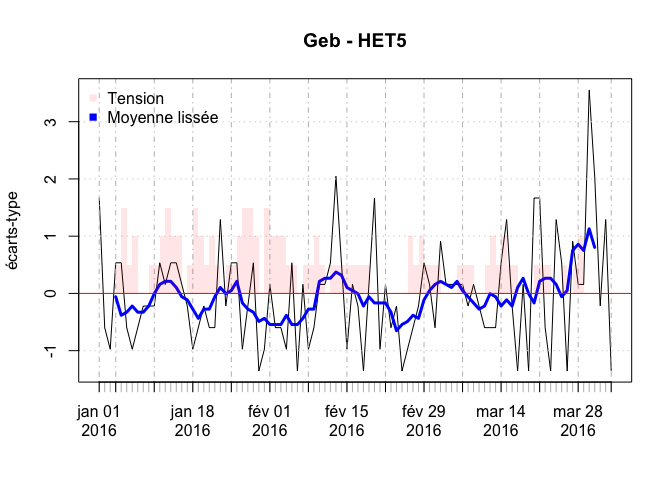 Geb - HET5
Tension
Moyenne lissée
écarts-type
3
2
1
0
-1
jan 01
2016
jan 18
2016
fév 01
2016
fév 15
2016
fév 29
2016
mar 14
2016
mar 28
2016